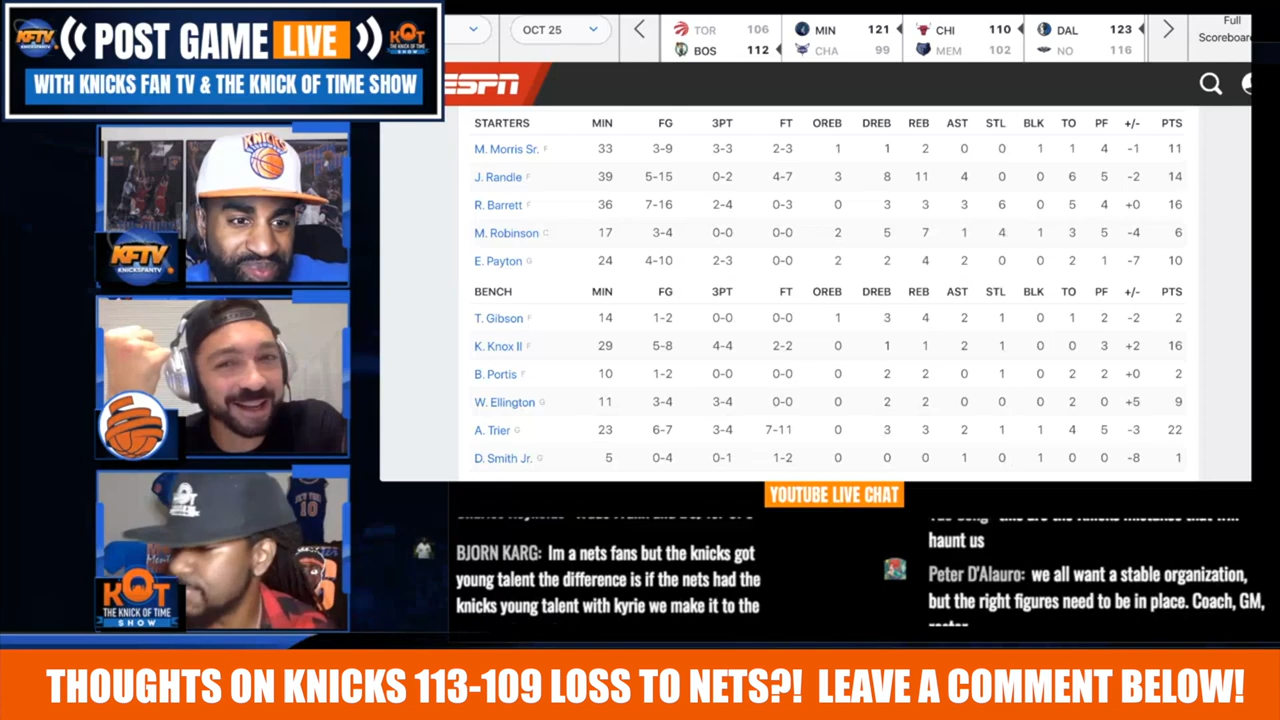 KFTV KNICKSFANTV
POST GAME LIVE
KOT THE KNICK OF TIME SHOW
WITH KNICKS FAN TV & THE KNICK OF TIME SHOW
OCT 25
TOR 106
BOS 112
MIN 121
CHA 99
CHI 110
MEM 102
DAL 123
NO 116
Full
Scoreboard
ESPN
STARTERS MIN FG 3PT FT OREB DREB REB AST STL BLK TO PF +/- PTS
M. Morris Sr. F 33 3-9 3-3 2-3 1 1 2 0 0 1 1 4 -1 11
J. Randle F 39 5-15 0-2 4-7 3 8 11 4 0 0 6 5 -2 14
R. Barrett F 36 7-16 2-4 0-3 0 3 3 3 6 0 5 4 +0 16
M. Robinson C 17 3-4 0-0 0-0 2 5 7 1 4 1 3 5 -4 6
E. Payton G 24 4-10 2-3 0-0 2 2 4 2 0 0 2 1 -7 10
BENCH MIN FG 3PT FT OREB DREB REB AST STL BLK TO PF +/- PTS
T. Gibson F 14 1-2 0-0 0-0 1 3 4 2 1 0 1 2 -2 2
K. Knox II F 29 5-8 4-4 2-2 0 1 1 2 1 0 0 3 +2 16
B. Portis F 10 1-2 0-0 0-0 0 2 2 0 1 0 2 2 +0 2
W. Ellington G 11 3-4 3-4 0-0 0 2 2 0 0 0 2 0 +5 9
A. Trier G 23 6-7 3-4 7-11 0 3 3 2 1 1 4 5 -3 22
D. Smith Jr. G 5 0-4 0-1 1-2 0 0 0 1 0 1 0 0 -8 1
KNICKS
KFTV
KNICKSFANTV
NEW YORK
10
KOT
THE KNICK OF TIME
SHOW
YOUTUBE LIVE CHAT
BJORN KARG: Im a nets fans but the knicks got
young talent the difference is if the nets had the
knicks young talent with kyrie we make it to the
haunt us
Peter D'Alauro: we all want a stable organization,
but the right figures need to be in place. Coach, GM,
THOUGHTS ON KNICKS 113-109 LOSS TO NETS?! LEAVE A COMMENT BELOW!